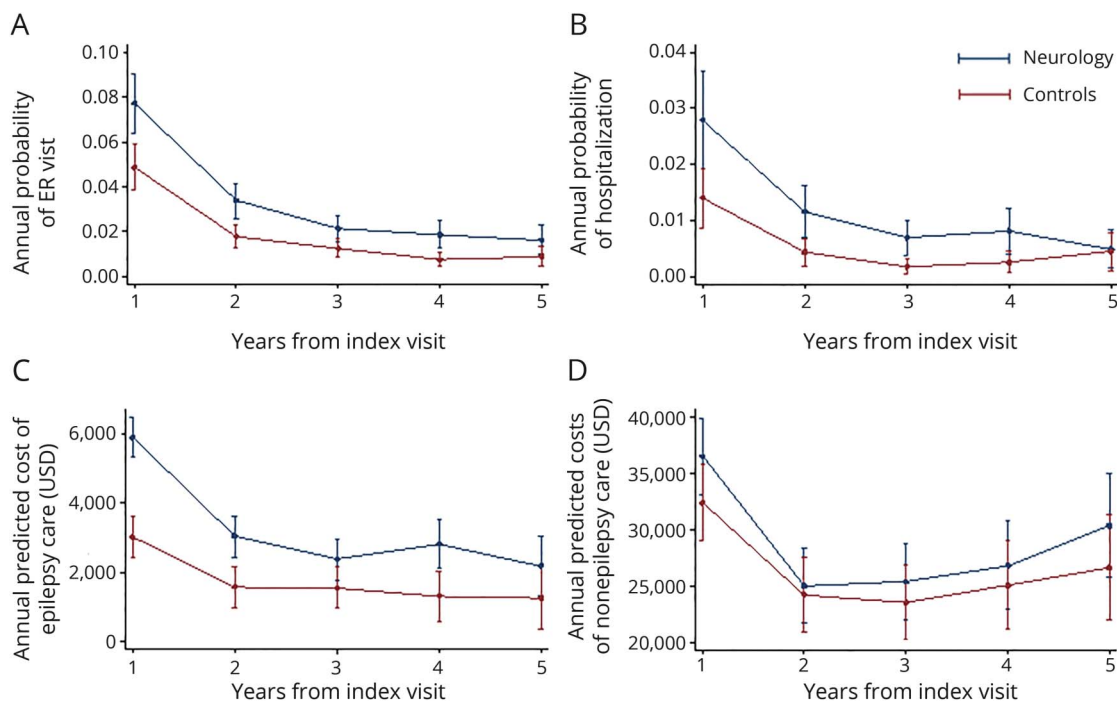 A
Annual probability
of ER vist
0.10
0.08
0.06
0.04
0.02
0.00
1 2 3 4 5
Years from index visit
B
Annual probability
of hospitalization
0.04
0.03
0.02
0.01
0.00
1 2 3 4 5
Years from index visit
Neurology
Controls
C
Annual predicted cost of
epilepsy care (USD)
6,000
4,000
2,000
0
1 2 3 4 5
Years from index visit
D
Annual predicted costs
of nonepilepsy care (USD)
40,000
35,000
30,000
25,000
20,000
1 2 3 4 5
Years from index visit